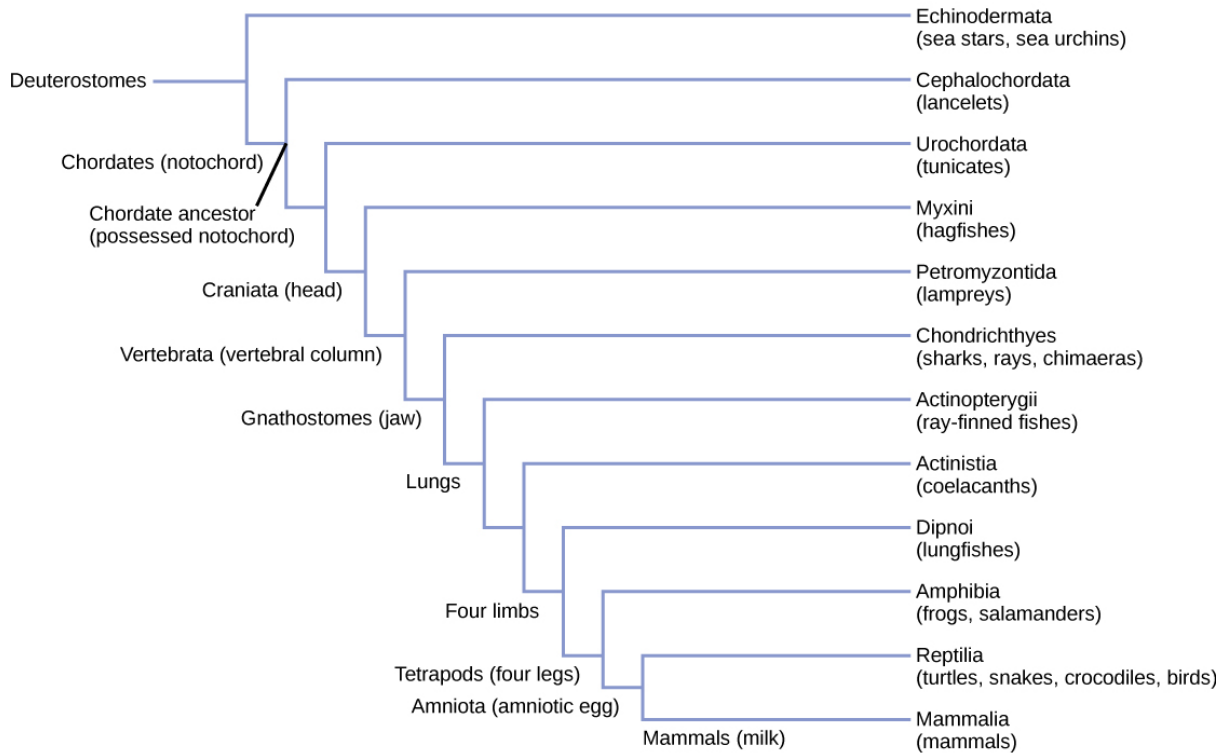 Echinodermata
(sea stars, sea urchins)
Deuterostomes
Cephalochordata
(lancelets)
Chordates (notochord)
Urochordata
(tunicates)
Chordate ancestor
(possessed notochord)
Myxini
(hagfishes)
Craniata (head)
Petromyzontida
(lampreys)
Vertebrata (vertebral column)
Chondrichthyes
(sharks, rays, chimaeras)
Gnathostomes (jaw)
Actinopterygii
(ray-finned fishes)
Lungs
Actinistia
(coelacanths)
Dipnoi
(lungfishes)
Four limbs
Amphibia
(frogs, salamanders)
Tetrapods (four legs)
Reptilia
(turtles, snakes, crocodiles, birds)
Amniota (amniotic egg)
Mammals (milk)
Mammalia
(mammals)